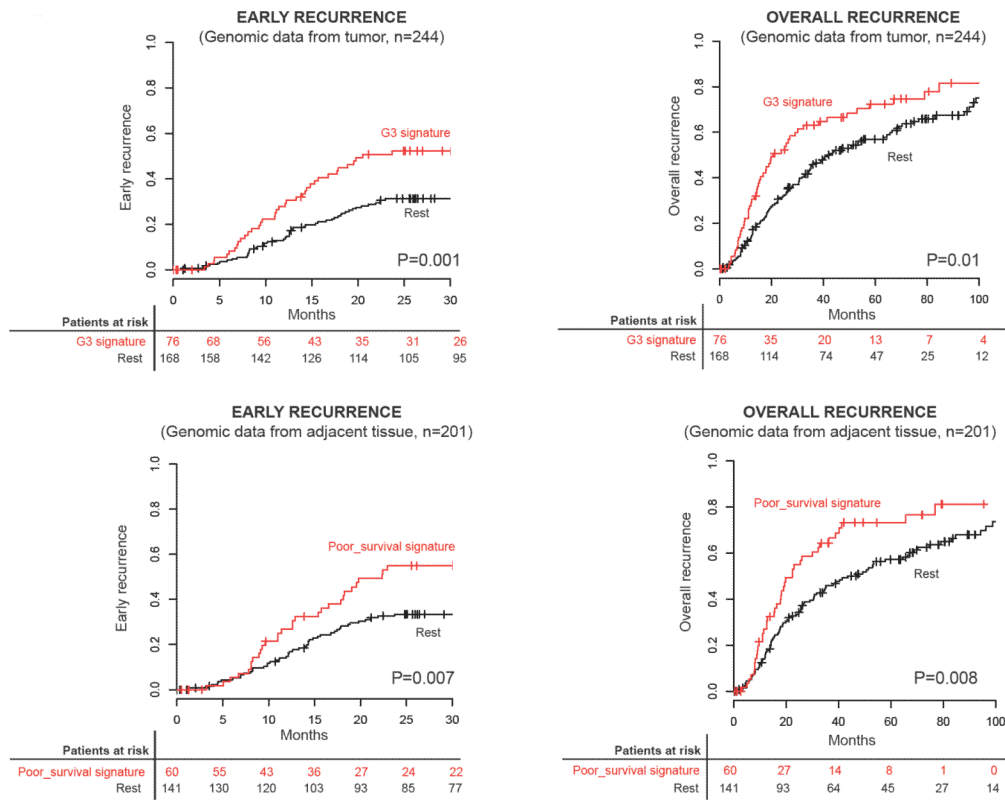 EARLY RECURRENCE
(Genomic data from tumor, n=244)
1.0
0.8
0.6
0.4
0.2
0.0
Early recurrence
G3 signature
Rest
P=0.001
0 5 10 15 20 25 30
Months
Patients at risk
G3 signature 76 68 56 43 35 31 26
Rest 168 158 142 126 114 105 95
OVERALL RECURRENCE
(Genomic data from tumor, n=244)
1.0
0.8
0.6
0.4
0.2
0.0
Overall recurrence
G3 signature
Rest
P=0.01
0 20 40 60 80 100
Months
Patients at risk
G3 signature 76 35 20 13 7 4
Rest 168 114 74 47 25 12
EARLY RECURRENCE
(Genomic data from adjacent tissue, n=201)
1.0
0.8
0.6
0.4
0.2
0.0
Early recurrence
Poor_survival signature
Rest
P=0.007
0 5 10 15 20 25 30
Months
Patients at risk
Poor_survival signature 60 55 43 36 27 24 22
Rest 141 130 120 103 93 85 77
OVERALL RECURRENCE
(Genomic data from adjacent tissue, n=201)
1.0
0.8
0.6
0.4
0.2
0.0
Overall recurrence
Poor_survival signature
Rest
P=0.008
0 20 40 60 80 100
Months
Patients at risk
Poor_survival signature 60 27 14 8 1 0
Rest 141 93 64 45 27 14